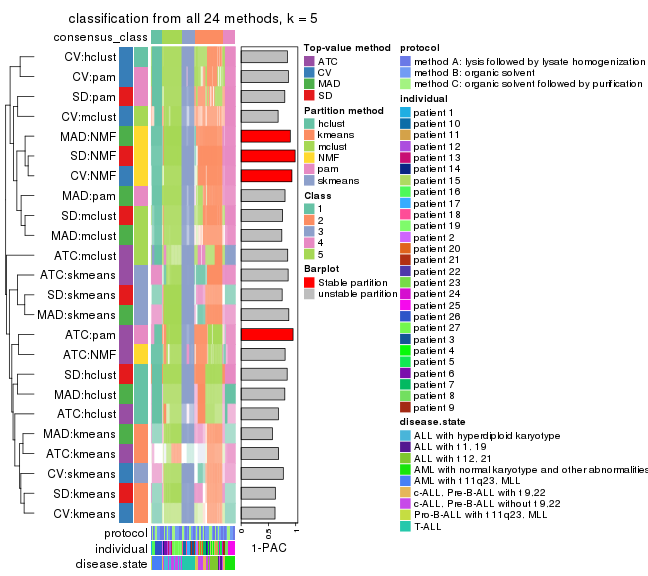 classification from all 24 methods, k = 5
consensus_class
CV:hclust
CV:pam
SD:pam
CV:mclust
MAD:NMF
SD:NMF
CV:NMF
MAD:pam
SD:mclust
MAD:mclust
ATC:mclust
ATC:skmeans
SD:skmeans
MAD:skmeans
ATC:pam
ATC:NMF
SD:hclust
MAD:hclust
ATC:hclust
MAD:kmeans
ATC:kmeans
CV:skmeans
SD:kmeans
CV:kmeans
protocol
individual
disease.state
0
0.5
1
1-PAC
Top-value method
ATC
CV
MAD
SD
Partition method
hclust
kmeans
mclust
NMF
pam
skmeans
Class
1
2
3
4
5
Barplot
Stable partition
unstable partition
protocol
method A: lysis followed by lysate homogenization
method B: organic solvent
method C: organic solvent followed by purification
individual
patient 1
patient 10
patient 11
patient 12
patient 13
patient 14
patient 15
patient 16
patient 17
patient 18
patient 19
patient 2
patient 20
patient 21
patient 22
patient 23
patient 24
patient 25
patient 26
patient 27
patient 3
patient 4
patient 5
patient 6
patient 7
patient 8
patient 9
disease.state
ALL with hyperdiploid karyotype
ALL with t1, 19
ALL with t12, 21
AML with normal karyotype and other abnormalities
AML with t11q23, MLL
c-ALL, Pre-B-ALL with t9,22
c-ALL, Pre-B-ALL without t9,22
Pro-B-ALL with t11q23, MLL
T-ALL